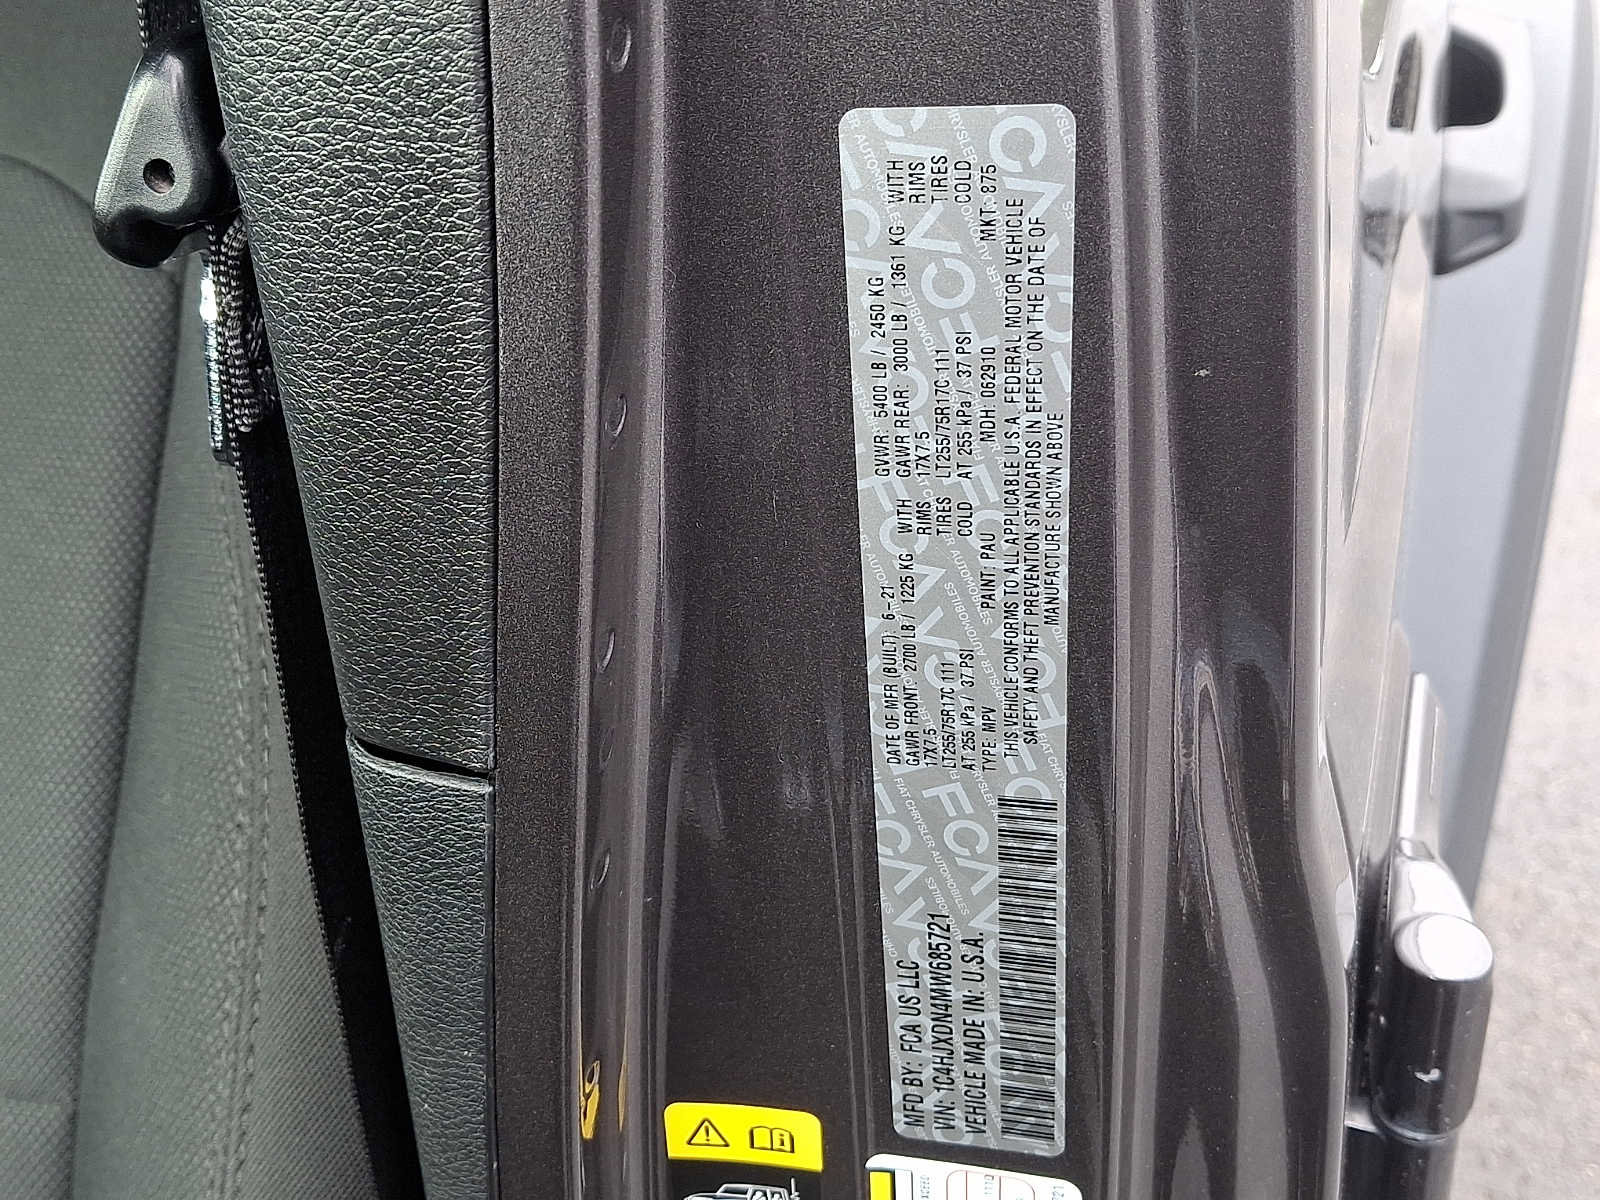 MFD BY: FCA US LLC
DATE OF MFR (BUILT): 6-21 GVWR: 5400 LB / 2450 KG
GAWR FRONT: 2700 LB / 1225 KG WITH GAWR REAR: 3000 LB / 1361 KG WITH
17X7.5 RIMS 17X7.5 RIMS
LT255/75R17C 111 TIRES LT255/75R17C 111 TIRES
AT 255 kPa / 37 PSI COLD AT 255 kPa / 37 PSI COLD
VIN: 1C4HJXDN4MW685721
VEHICLE MADE IN: U.S.A.
TYPE: MPV PAINT: PAU MDH: 062910 MKT: 875
THIS VEHICLE CONFORMS TO ALL APPLICABLE U.S.A. FEDERAL MOTOR VEHICLE
SAFETY AND THEFT PREVENTION STANDARDS IN EFFECT ON THE DATE OF
MANUFACTURE SHOWN ABOVE